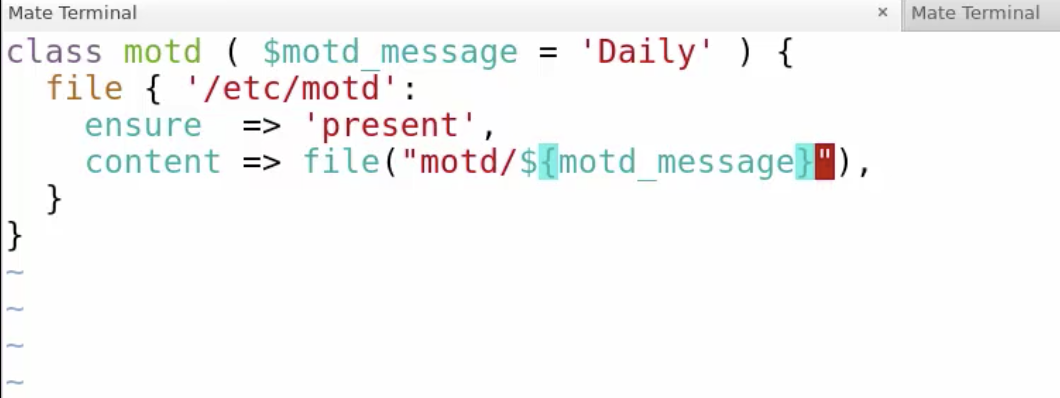 Mate Terminal × Mate Terminal
class motd ( $motd_message = 'Daily' ) {
  file { '/etc/motd':
    ensure  => 'present',
    content => file("motd/${motd_message}"),
  }
}
~
~
~
~